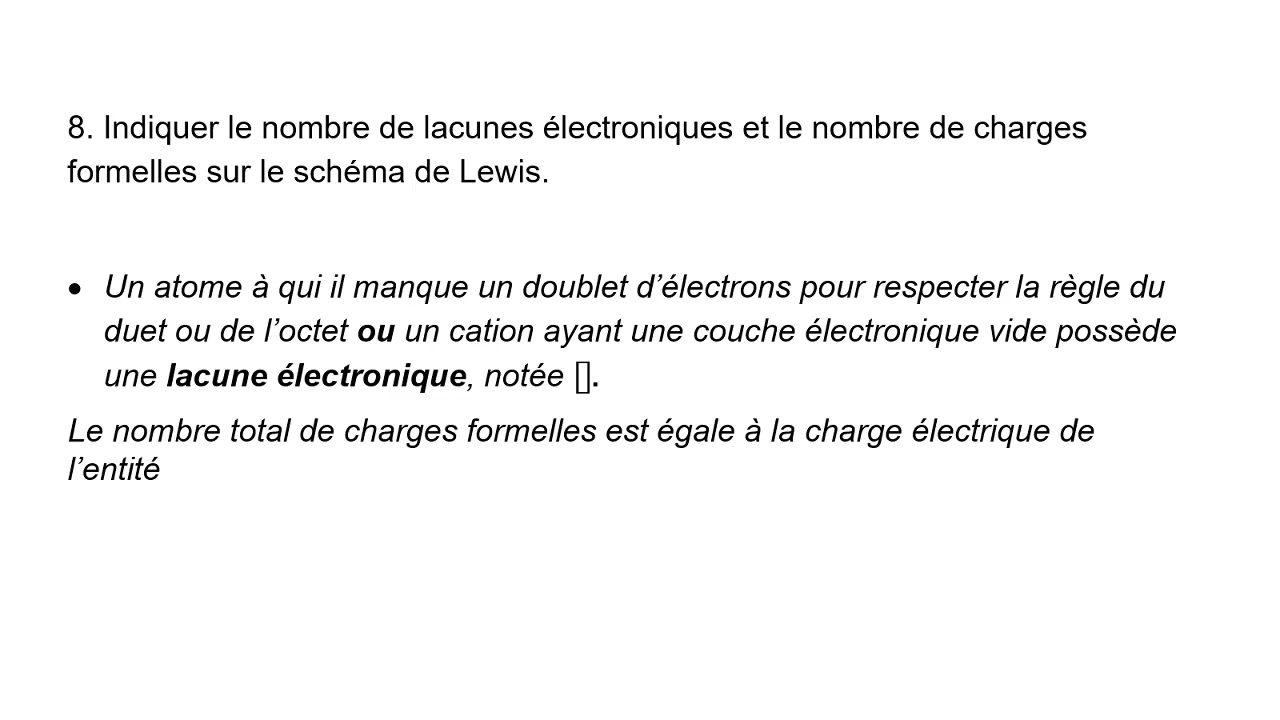 8. Indiquer le nombre de lacunes électroniques et le nombre de charges
formelles sur le schéma de Lewis.
• Un atome à qui il manque un doublet d’électrons pour respecter la règle du
duet ou de l’octet ou un cation ayant une couche électronique vide possède
une lacune électronique, notée [].
Le nombre total de charges formelles est égale à la charge électrique de
l’entité